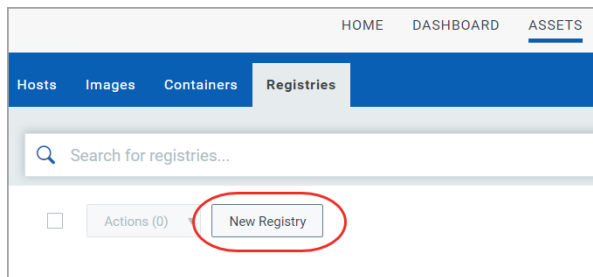 HOME DASHBOARD ASSETS
Hosts Images Containers Registries
Search for registries...
Actions (0) New Registry